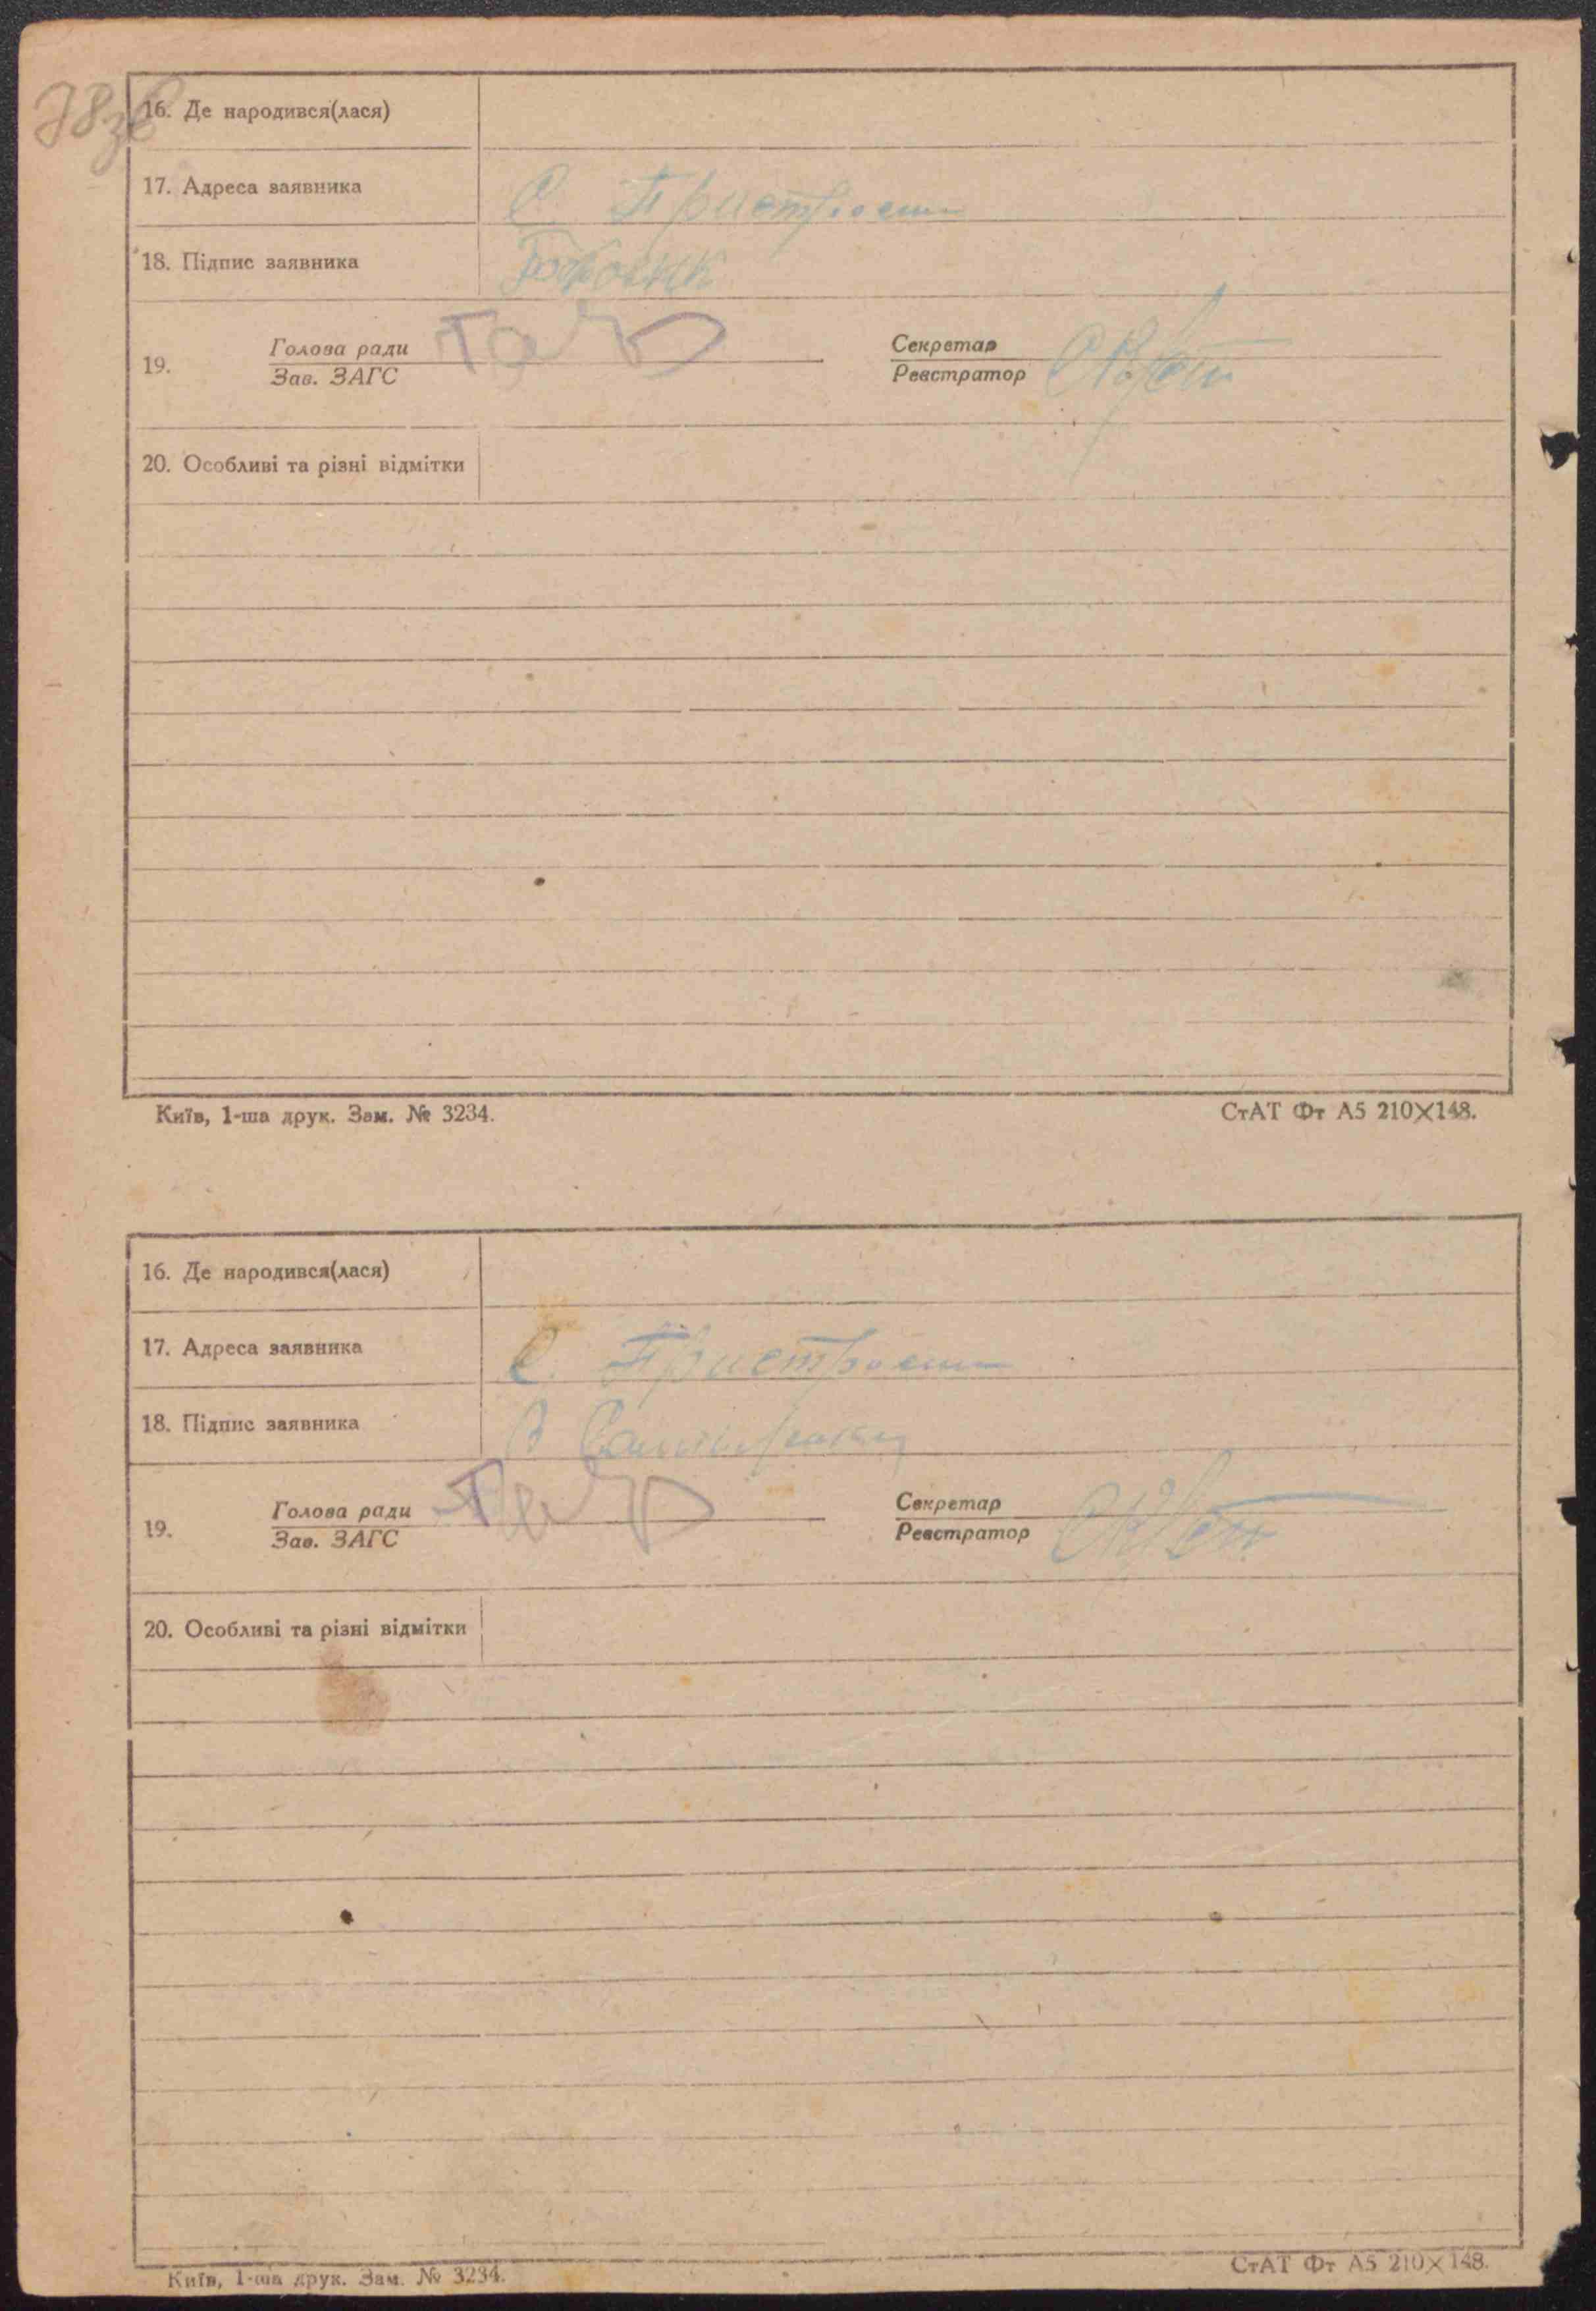 78зв
16. Де народився(лася)
17. Адреса заявника С. Пристроми
18. Підпис заявника
19. Голова ради Секретар
Зав. ЗАГС Реєстратор
20. Особливі та різні відмітки
Київ, 1-ша друк. Зам. № 3234. СтАТ Фт А5 210×148.
16. Де народився(лася)
17. Адреса заявника С. Пристроми
18. Підпис заявника
19. Голова ради Секретар
Зав. ЗАГС Реєстратор
20. Особливі та різні відмітки
Київ, 1-ша друк. Зам. № 3234. СтАТ Фт А5 210×148.